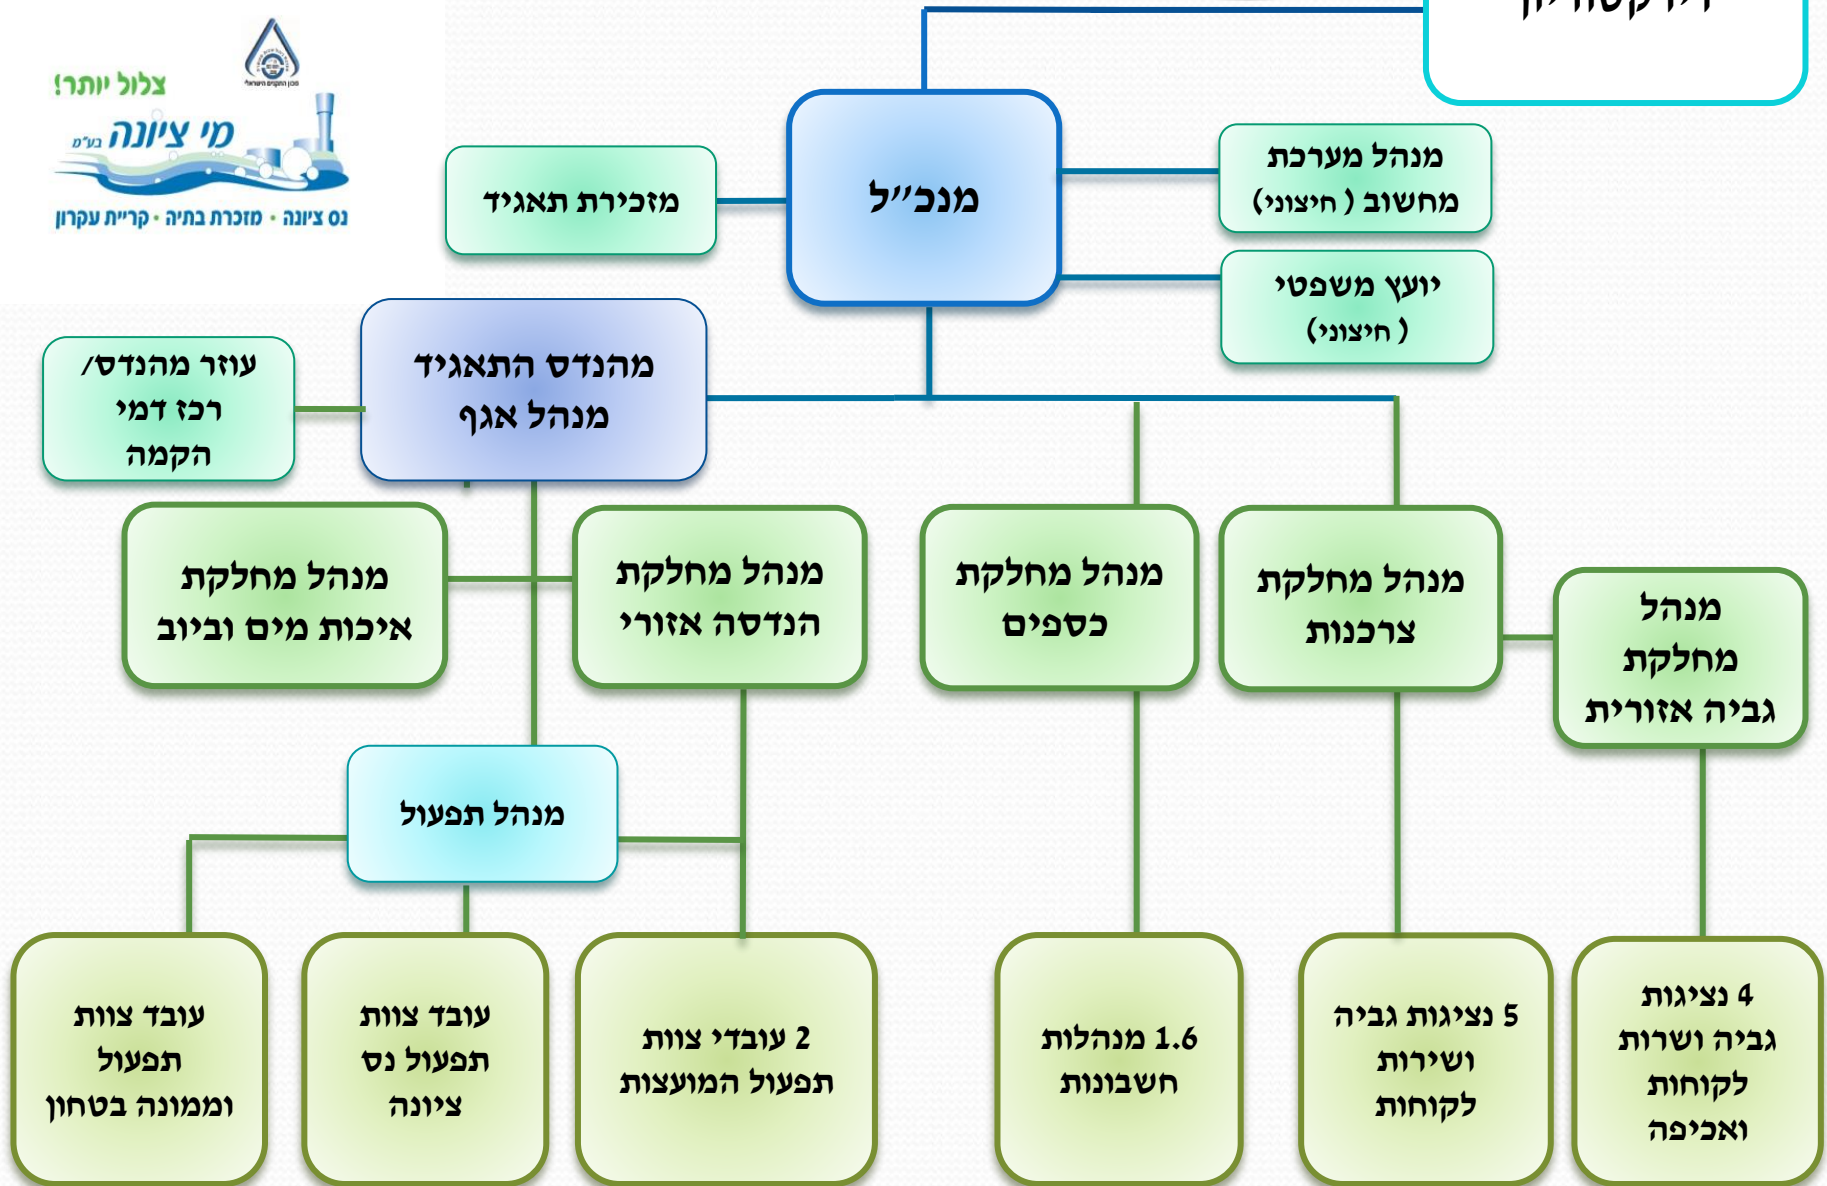 דירקטוריון
צלול יותר!
מכון התקנים הישראלי
מי ציונה בע"מ
נס ציונה • מזכרת בתיה • קריית עקרון
מנכ"ל
מנהל מערכת
מחשוב (חיצוני)
מזכירת תאגיד
יועץ משפטי
(חיצוני)
מהנדס התאגיד
מנהל אגף
עוזר מהנדס/
רכז דמי
הקמה
מנהל מחלקת
צרכנות
מנהל מחלקת
כספים
מנהל מחלקת
הנדסה אזורי
מנהל מחלקת
איכות מים וביוב
מנהל
מחלקת
גביה אזורית
מנהל תפעול
4 נציגות
גביה ושרות
לקוחות
ואכיפה
5 נציגות גביה
ושירות
לקוחות
1.6 מנהלות
חשבונות
2 עובדי צוות
תפעול המועצות
עובד צוות
תפעול נס
ציונה
עובד צוות
תפעול
וממונה בטחון